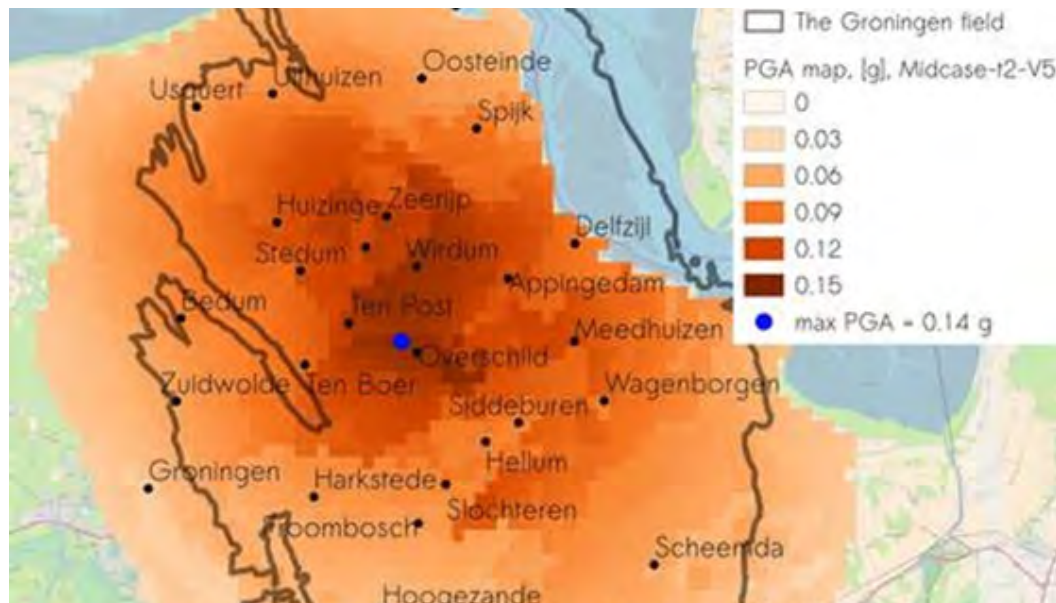 The Groningen field
PGA map, [g], Midcase-t2-V5
0
0.03
0.06
0.09
0.12
0.15
max PGA = 0.14 g
Oosteinde
Usquert
Spijk
Huizinge
Zeerijp
Delfzijl
Stedum
Wirdum
Appingedam
Bedum
Ten Post
Meedhuizen
Overschild
Zuidwolde
Ten Boer
Wagenborgen
Siddeburen
Hellum
Groningen
Harkstede
Slochteren
Scheemda
Hoogezande